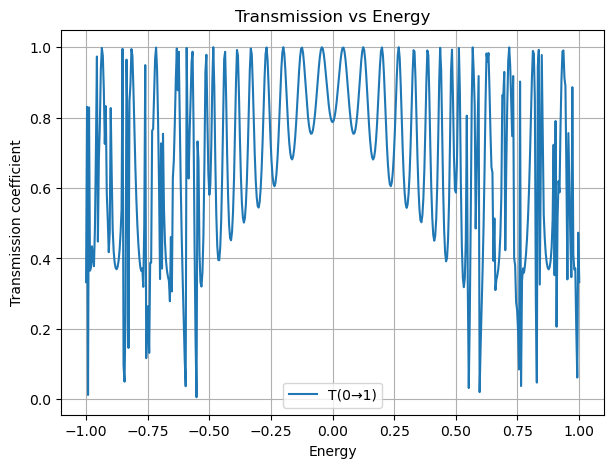 Transmission vs Energy
Transmission coefficient
1.0
0.8
0.6
0.4
0.2
0.0
T(0→1)
−1.00 −0.75 −0.50 −0.25 0.00 0.25 0.50 0.75 1.00
Energy